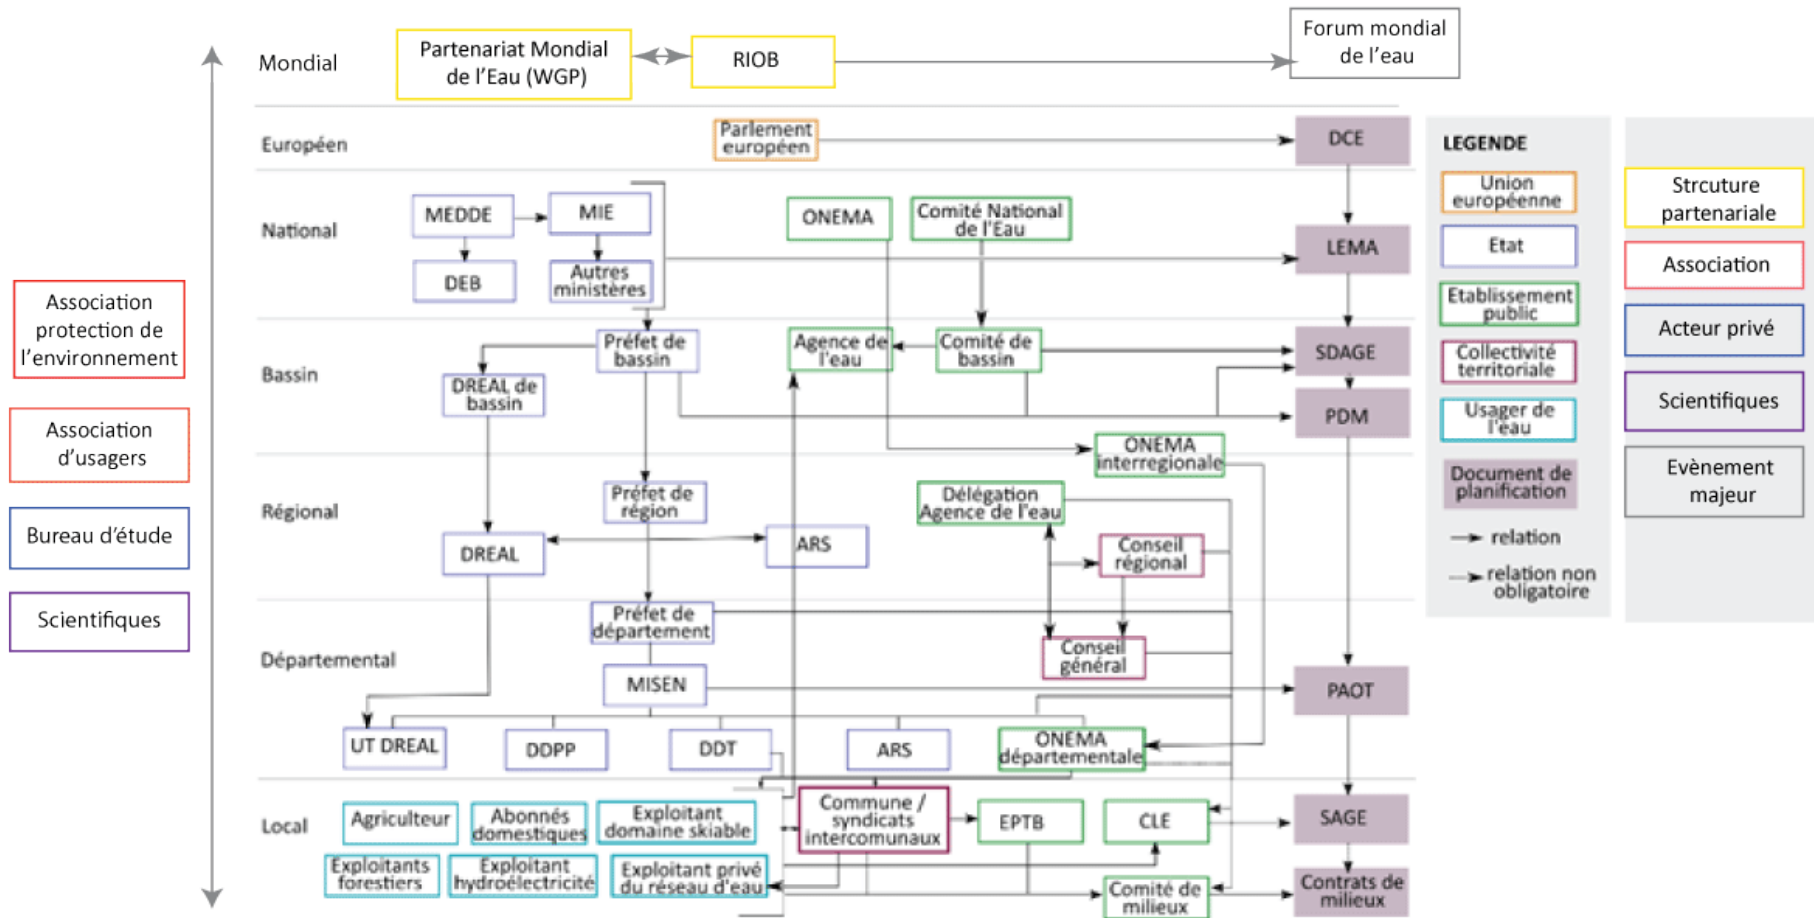 Mondial
Partenariat Mondial
de l'Eau (WGP)
RIOB
Forum mondial
de l'eau
Européen
Parlement
européen
DCE
National
MEDDE
MIE
DEB
Autres
ministères
ONEMA
Comité National
de l'Eau
LEMA
Bassin
Préfet de
bassin
DREAL de
bassin
Agence de
l'eau
Comité de
bassin
SDAGE
PDM
ONEMA
interregionale
Régional
Préfet de
région
DREAL
ARS
Délégation
Agence de l'eau
Conseil
régional
Départemental
Préfet de
département
MISEN
Conseil
général
PAOT
UT DREAL
DDPP
DDT
ARS
ONEMA
départementale
Local
Agriculteur
Abonnés
domestiques
Exploitant
domaine skiable
Exploitants
forestiers
Exploitant
hydroélectricité
Exploitant privé
du réseau d'eau
Commune /
syndicats
intercomunaux
EPTB
CLE
SAGE
Comité de
milieux
Contrats de
milieux
Association
protection de
l'environnement
Association
d'usagers
Bureau d'étude
Scientifiques
LEGENDE
Union
européenne
Etat
Etablissement
public
Collectivité
territoriale
Usager de
l'eau
Document de
planification
relation
relation non
obligatoire
Strcuture
partenariale
Association
Acteur privé
Scientifiques
Evènement
majeur